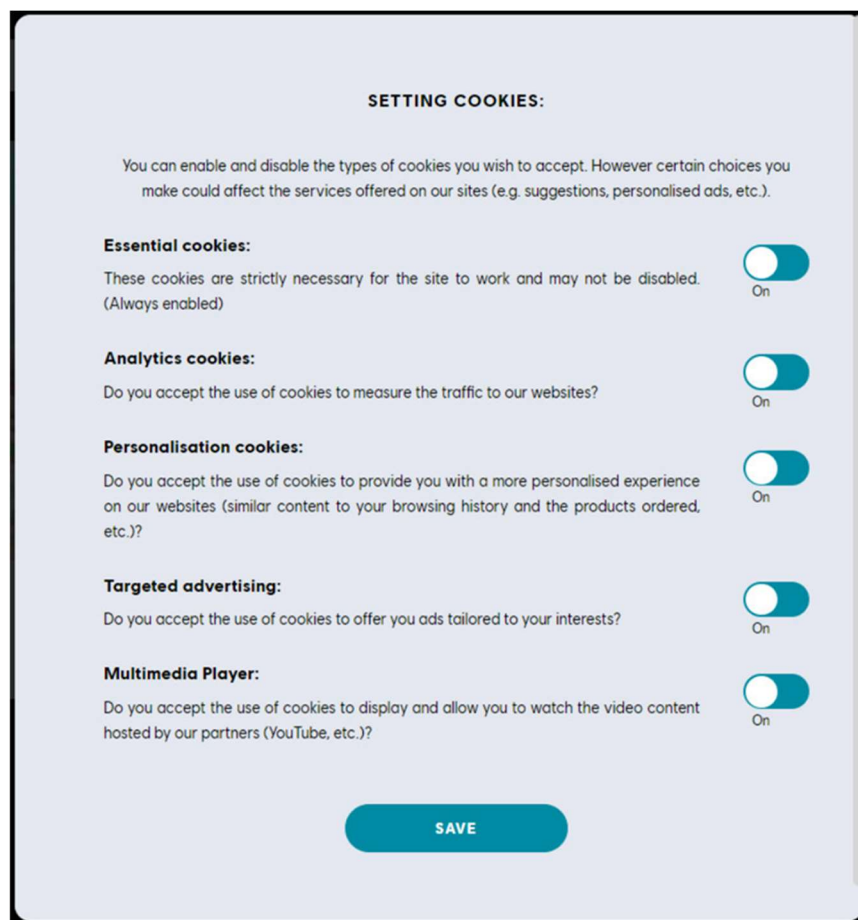 SETTING COOKIES:
You can enable and disable the types of cookies you wish to accept. However certain choices you
make could affect the services offered on our sites (e.g. suggestions, personalised ads, etc.).
Essential cookies:
These cookies are strictly necessary for the site to work and may not be disabled.
(Always enabled)
On
Analytics cookies:
Do you accept the use of cookies to measure the traffic to our websites?
On
Personalisation cookies:
Do you accept the use of cookies to provide you with a more personalised experience
on our websites (similar content to your browsing history and the products ordered,
etc.)?
On
Targeted advertising:
Do you accept the use of cookies to offer you ads tailored to your interests?
On
Multimedia Player:
Do you accept the use of cookies to display and allow you to watch the video content
hosted by our partners (YouTube, etc.)?
On
SAVE